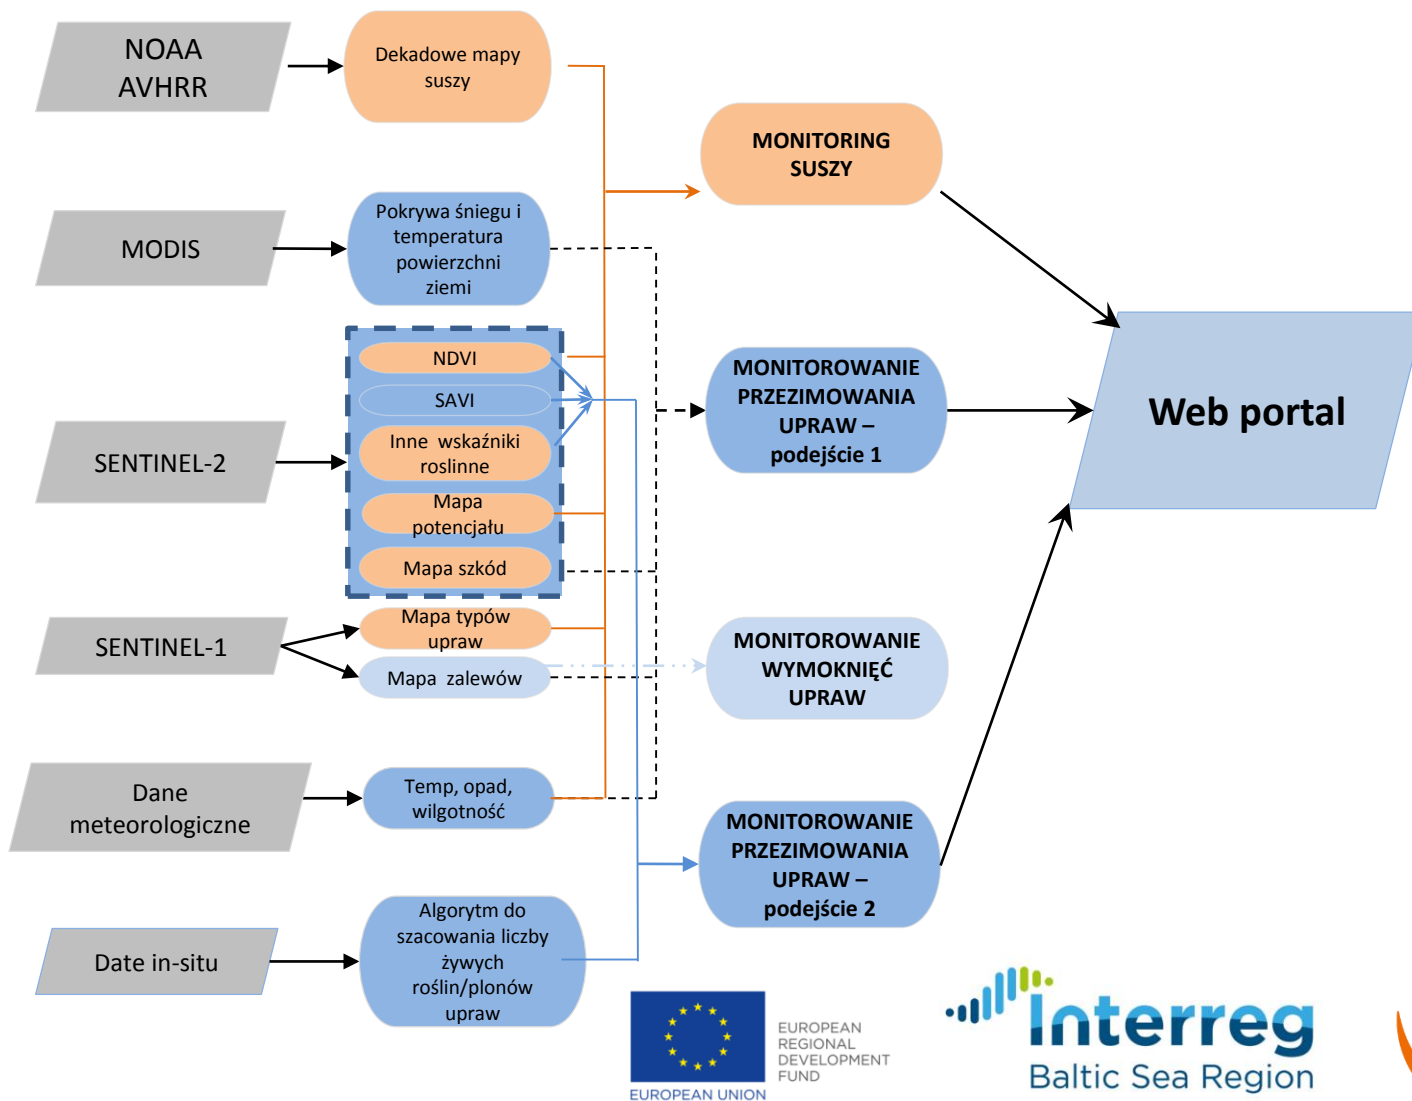 NOAA
AVHRR
Dekadowe mapy
suszy
MONITORING
SUSZY
MODIS
Pokrywa śniegu i
temperatura
powierzchni
ziemi
SENTINEL-2
NDVI
SAVI
Inne wskaźniki
roslinne
Mapa
potencjału
Mapa szkód
MONITOROWANIE
PRZEZIMOWANIA
UPRAW –
podejście 1
Web portal
SENTINEL-1
Mapa typów
upraw
Mapa zalewów
MONITOROWANIE
WYMOKNIĘĆ
UPRAW
Dane
meteorologiczne
Temp, opad,
wilgotność
MONITOROWANIE
PRZEZIMOWANIA
UPRAW –
podejście 2
Date in-situ
Algorytm do
szacowania liczby
żywych
roślin/plonów
upraw
EUROPEAN UNION
EUROPEAN
REGIONAL
DEVELOPMENT
FUND
Interreg
Baltic Sea Region